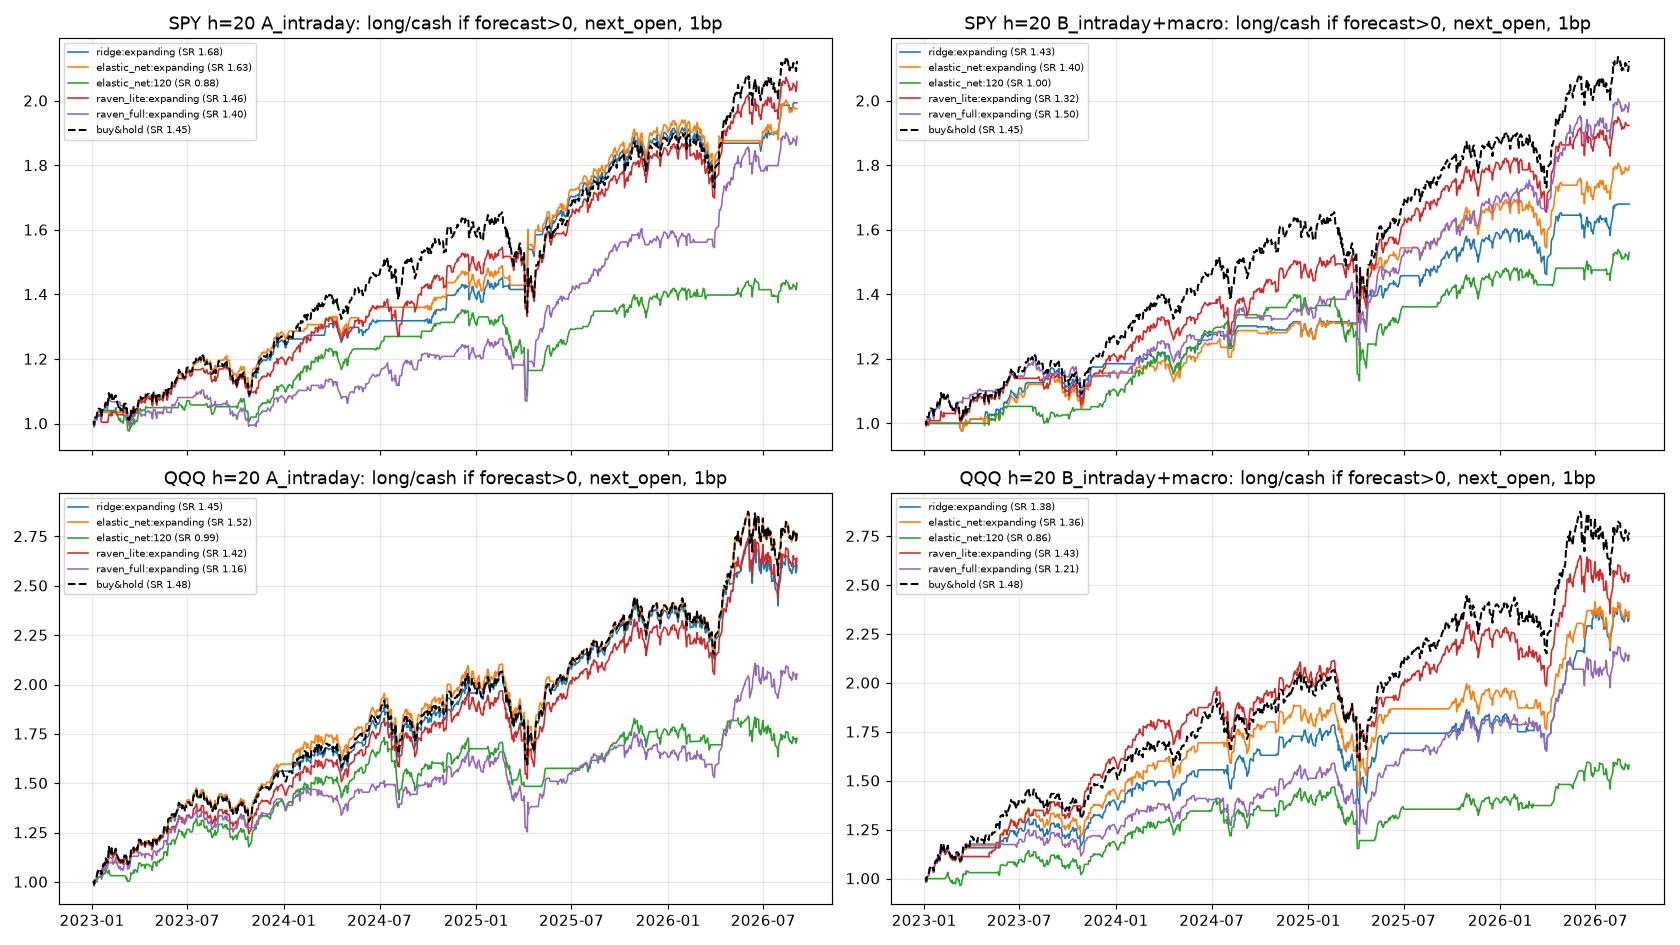 SPY h=20 A_intraday: long/cash if forecast>0, next_open, 1bp
ridge:expanding (SR 1.68)
elastic_net:expanding (SR 1.63)
elastic_net:120 (SR 0.88)
raven_lite:expanding (SR 1.46)
raven_full:expanding (SR 1.40)
buy&hold (SR 1.45)
2.0
1.8
1.6
1.4
1.2
1.0
SPY h=20 B_intraday+macro: long/cash if forecast>0, next_open, 1bp
ridge:expanding (SR 1.43)
elastic_net:expanding (SR 1.40)
elastic_net:120 (SR 1.00)
raven_lite:expanding (SR 1.32)
raven_full:expanding (SR 1.50)
buy&hold (SR 1.45)
2.0
1.8
1.6
1.4
1.2
1.0
QQQ h=20 A_intraday: long/cash if forecast>0, next_open, 1bp
ridge:expanding (SR 1.45)
elastic_net:expanding (SR 1.52)
elastic_net:120 (SR 0.99)
raven_lite:expanding (SR 1.42)
raven_full:expanding (SR 1.16)
buy&hold (SR 1.48)
2.75
2.50
2.25
2.00
1.75
1.50
1.25
1.00
2023-01 2023-07 2024-01 2024-07 2025-01 2025-07 2026-01 2026-07
QQQ h=20 B_intraday+macro: long/cash if forecast>0, next_open, 1bp
ridge:expanding (SR 1.38)
elastic_net:expanding (SR 1.36)
elastic_net:120 (SR 0.86)
raven_lite:expanding (SR 1.43)
raven_full:expanding (SR 1.21)
buy&hold (SR 1.48)
2.75
2.50
2.25
2.00
1.75
1.50
1.25
1.00
2023-01 2023-07 2024-01 2024-07 2025-01 2025-07 2026-01 2026-07